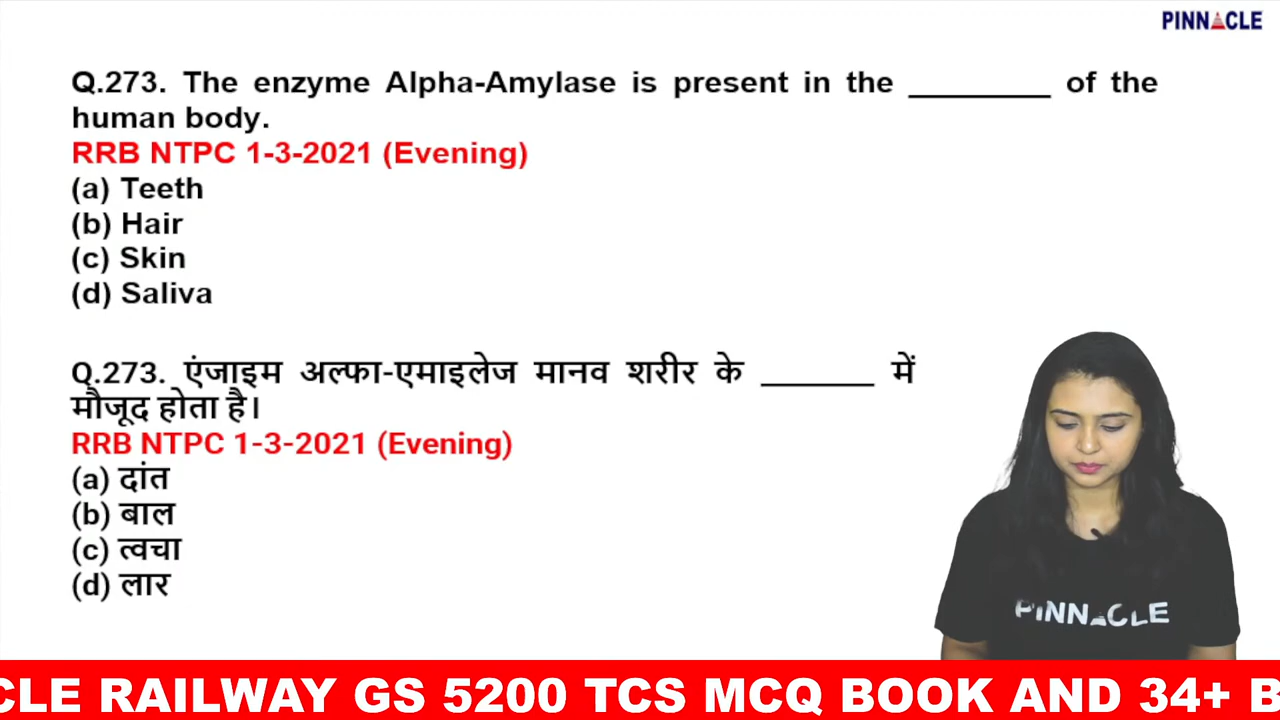 PINNACLE
Q.273. The enzyme Alpha-Amylase is present in the _________ of the
human body.
RRB NTPC 1-3-2021 (Evening)
(a) Teeth
(b) Hair
(c) Skin
(d) Saliva
Q.273. एंजाइम अल्फा-एमाइलेज मानव शरीर के _______ में
मौजूद होता है।
RRB NTPC 1-3-2021 (Evening)
(a) दांत
(b) बाल
(c) त्वचा
(d) लार
PINNACLE
CLE RAILWAY GS 5200 TCS MCQ BOOK AND 34+ B